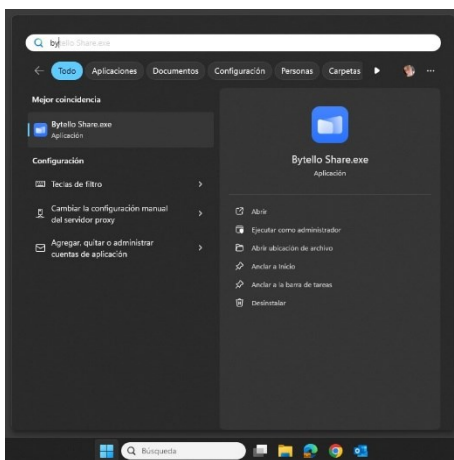 bytello Share.exe
Todo Aplicaciones Documentos Configuración Personas Carpetas
Mejor coincidencia
Bytello Share.exe
Aplicación
Configuración
Teclas de filtro
Cambiar la configuración manual
del servidor proxy
Agregar, quitar o administrar
cuentas de aplicación
Bytello Share.exe
Aplicación
Abrir
Ejecutar como administrador
Abrir ubicación de archivo
Anclar a Inicio
Anclar a la barra de tareas
Desinstalar
Búsqueda